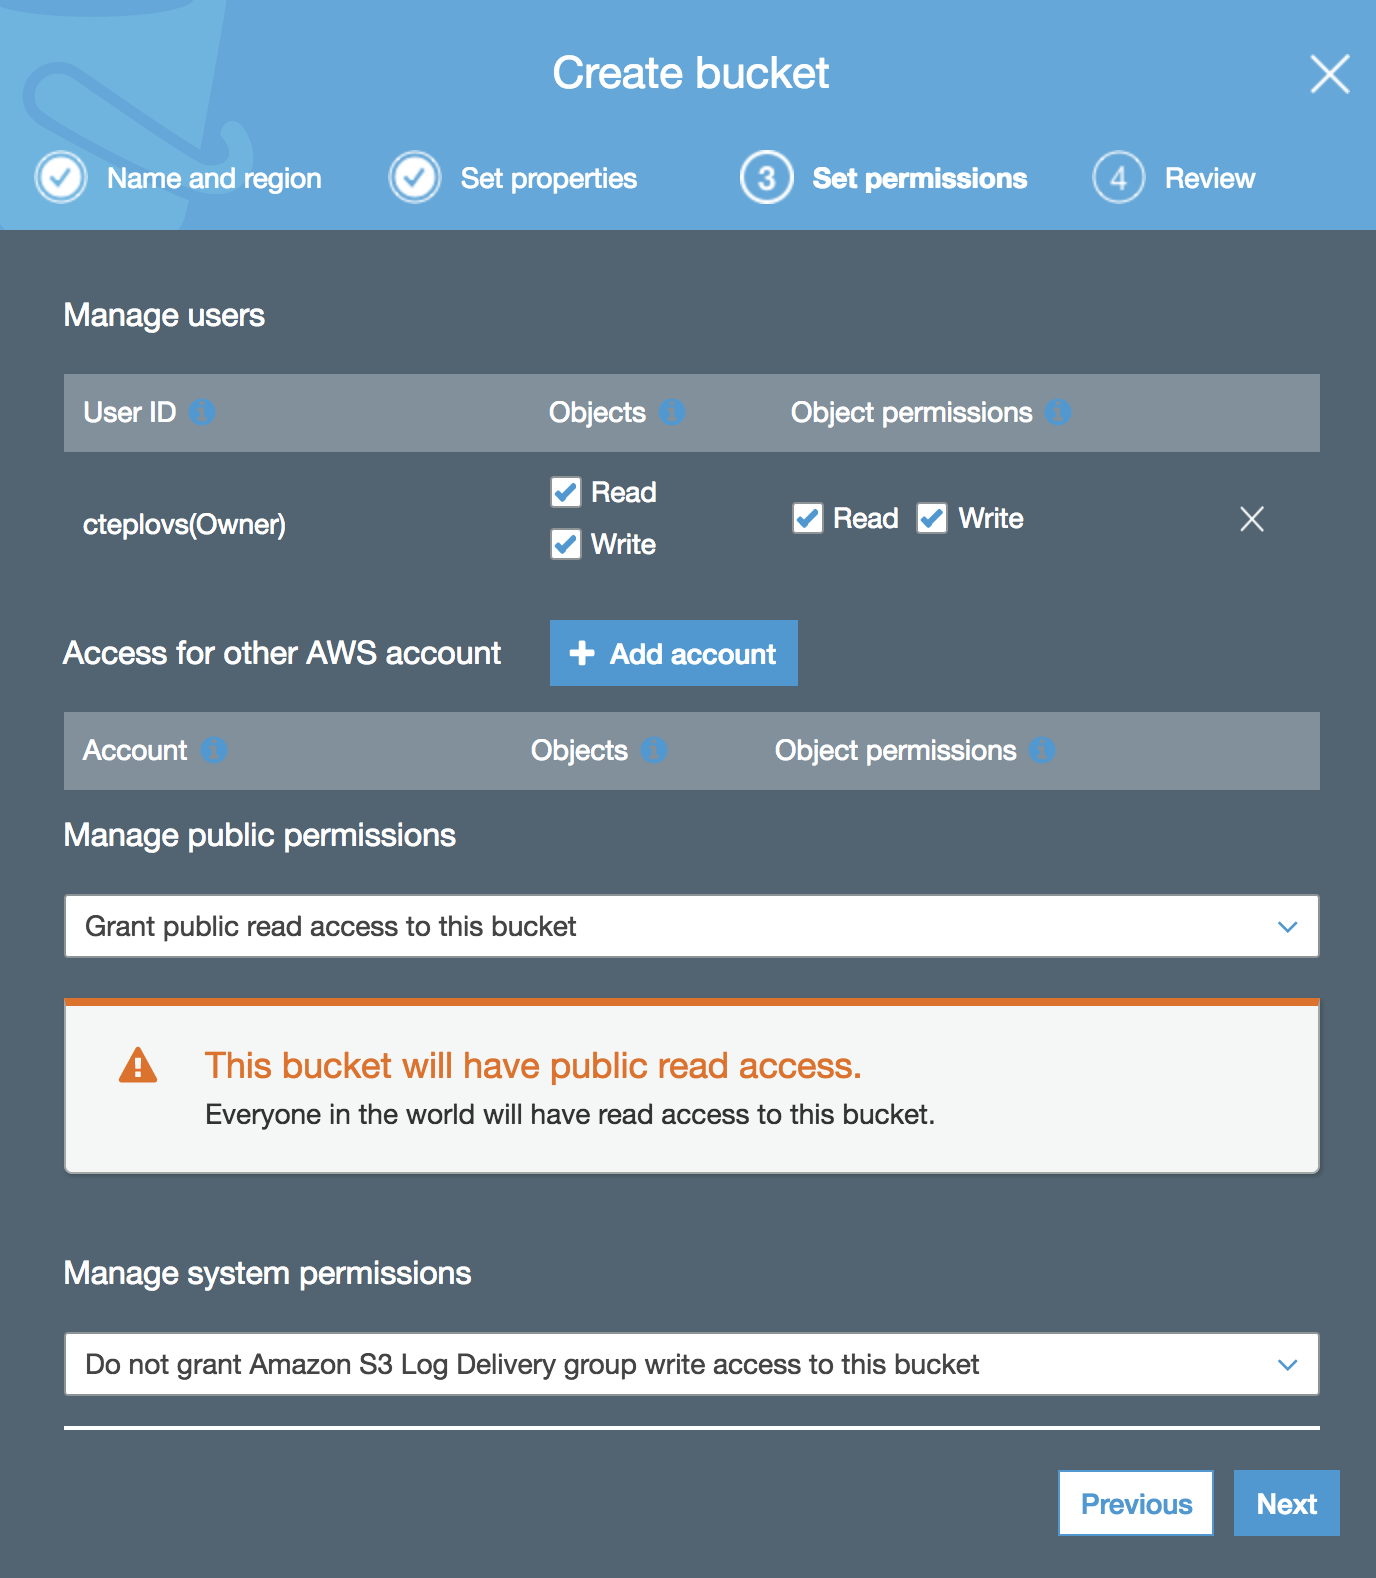 Create bucket
Name and region
Set properties
3 Set permissions
4 Review
Manage users
User ID Objects Object permissions
cteplovs(Owner)
Read
Write
Read Write
Access for other AWS account
Add account
Account Objects Object permissions
Manage public permissions
Grant public read access to this bucket
This bucket will have public read access.
Everyone in the world will have read access to this bucket.
Manage system permissions
Do not grant Amazon S3 Log Delivery group write access to this bucket
Previous Next